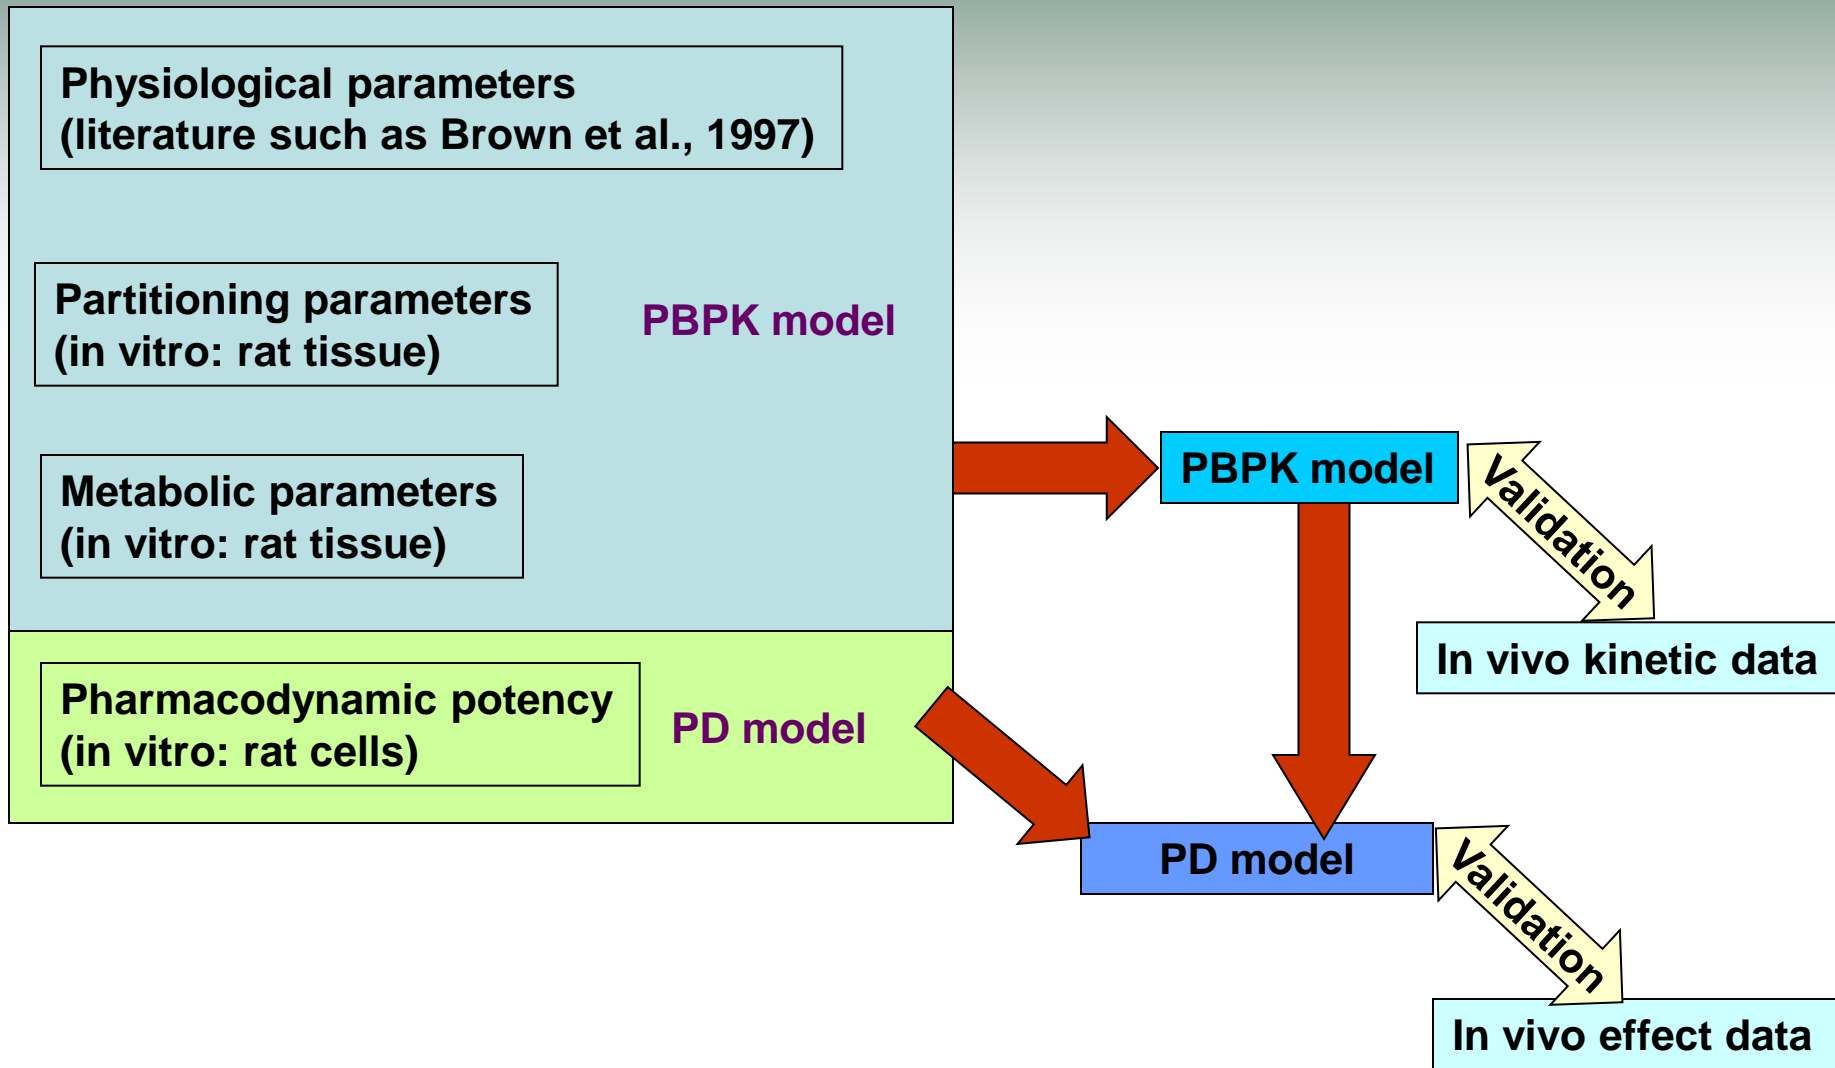 Physiological parameters
(literature such as Brown et al., 1997)
Partitioning parameters
(in vitro: rat tissue)
PBPK model
Metabolic parameters
(in vitro: rat tissue)
PBPK model
Validation
In vivo kinetic data
Pharmacodynamic potency
(in vitro: rat cells)
PD model
PD model
Validation
In vivo effect data